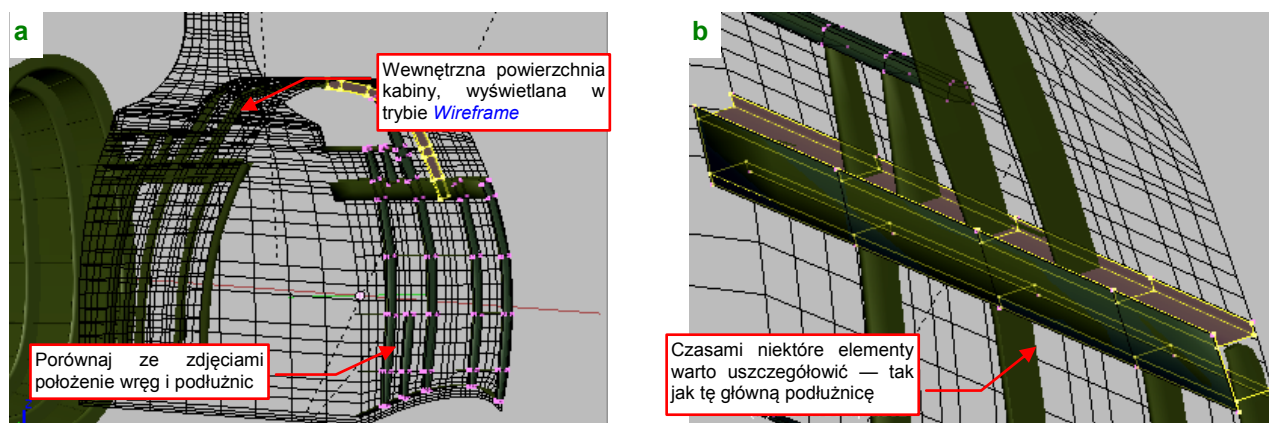 a
Wewnętrzna powierzchnia
kabiny, wyświetlana w
trybie Wireframe
Porównaj ze zdjęciami
położenie wręg i podłużnic
b
Czasami niektóre elementy
warto uszczegółowić — tak
jak tę główną podłużnicę